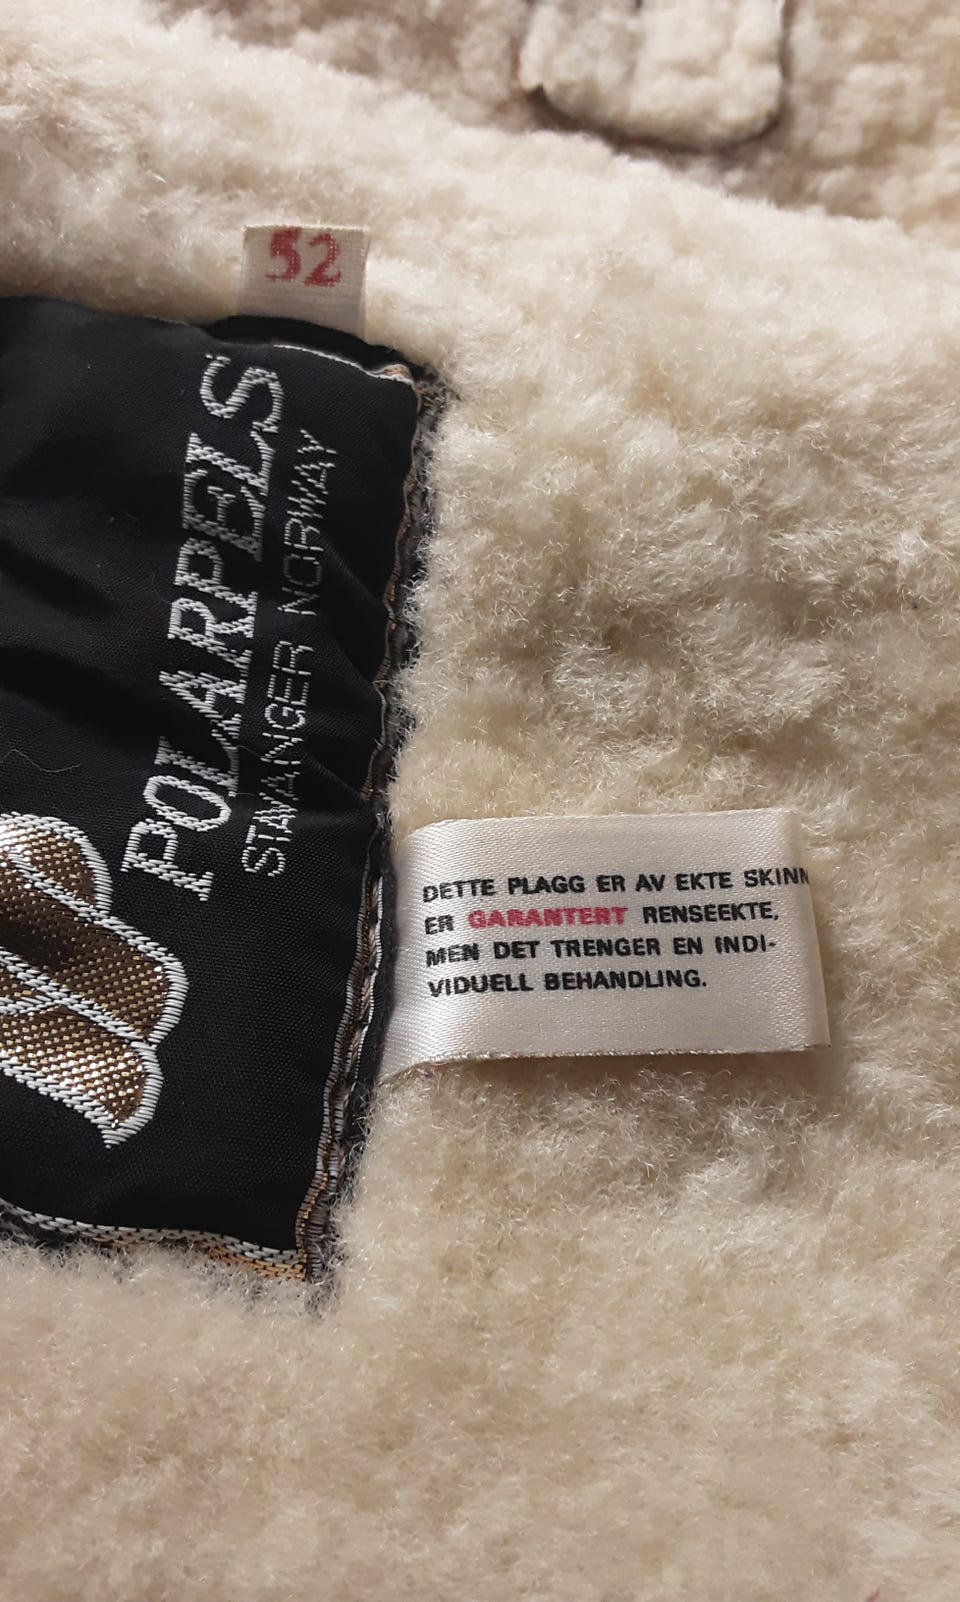 52
POLARPELS
STAVANGER NORWAY
DETTE PLAGG ER AV EKTE SKINN
ER GARANTERT RENSEEKTE,
MEN DET TRENGER EN INDI-
VIDUELL BEHANDLING.